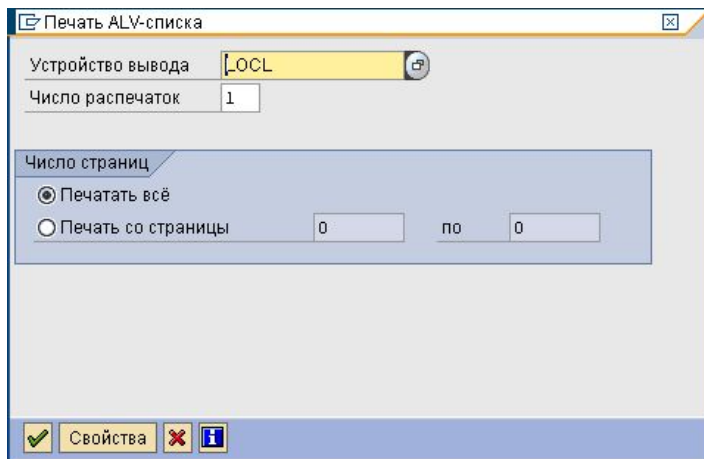 Печать ALV-списка
Устройство вывода LOCL
Число распечаток 1
Число страниц
Печатать всё
Печать со страницы 0 по 0
Свойства